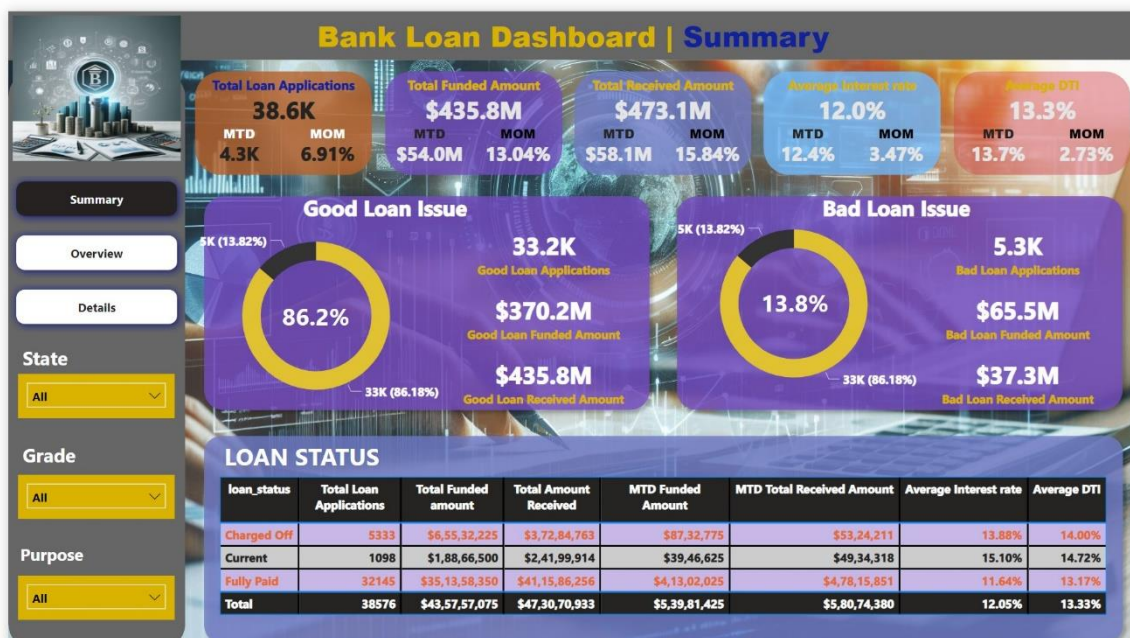 Bank Loan Dashboard | Summary
B
Total Loan Applications
38.6K
MTD MOM
4.3K 6.91%
Total Funded Amount
$435.8M
MTD MOM
$54.0M 13.04%
Total Received Amount
$473.1M
MTD MOM
$58.1M 15.84%
Average Interest rate
12.0%
MTD MOM
12.4% 3.47%
Average DTI
13.3%
MTD MOM
13.7% 2.73%
Summary
Overview
Details
State
All
Grade
All
Purpose
All
Good Loan Issue
5K (13.82%)
86.2%
33K (86.18%)
33.2K
Good Loan Applications
$370.2M
Good Loan Funded Amount
$435.8M
Good Loan Received Amount
Bad Loan Issue
5K (13.82%)
13.8%
33K (86.18%)
5.3K
Bad Loan Applications
$65.5M
Bad Loan Funded Amount
$37.3M
Bad Loan Received Amount
LOAN STATUS
loan_status Total Loan Applications Total Funded amount Total Amount Received MTD Funded Amount MTD Total Received Amount Average Interest rate Average DTI
Charged Off 5333 $6,55,32,225 $3,72,84,763 $87,32,775 $53,24,211 13.88% 14.00%
Current 1098 $1,88,66,500 $2,41,99,914 $39,46,625 $49,34,318 15.10% 14.72%
Fully Paid 32145 $35,13,58,350 $41,15,86,256 $4,13,02,025 $4,78,15,851 11.64% 13.17%
Total 38576 $43,57,57,075 $47,30,70,933 $5,39,81,425 $5,80,74,380 12.05% 13.33%